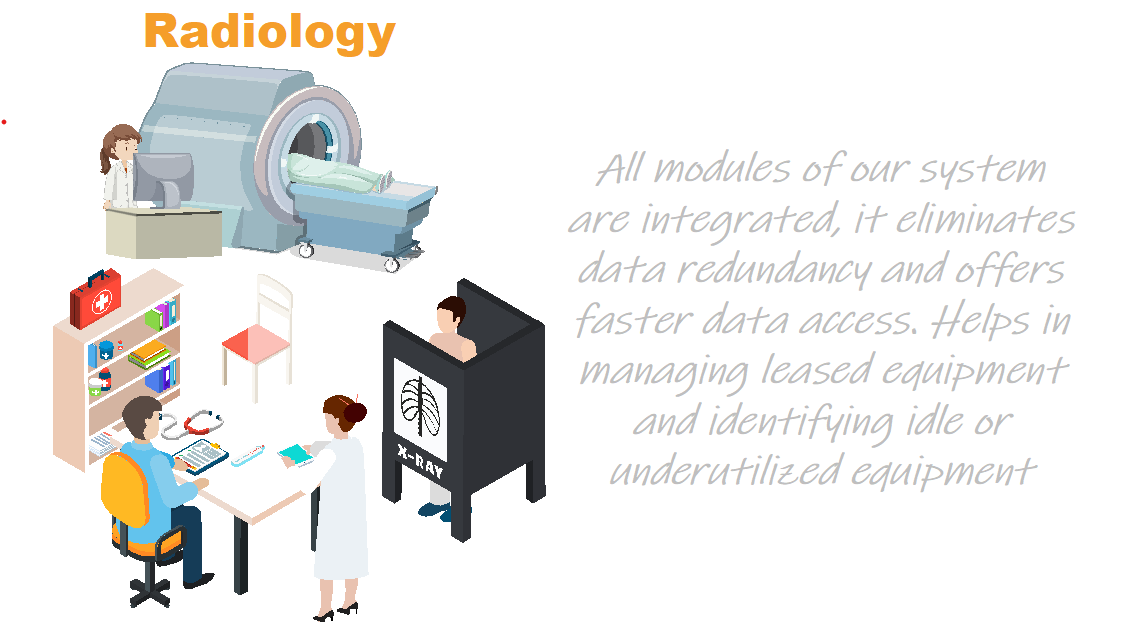 Radiology
All modules of our system
are integrated, it eliminates
data redundancy and offers
faster data access. Helps in
managing leased equipment
and identifying idle or
underutilized equipment
X-RAY